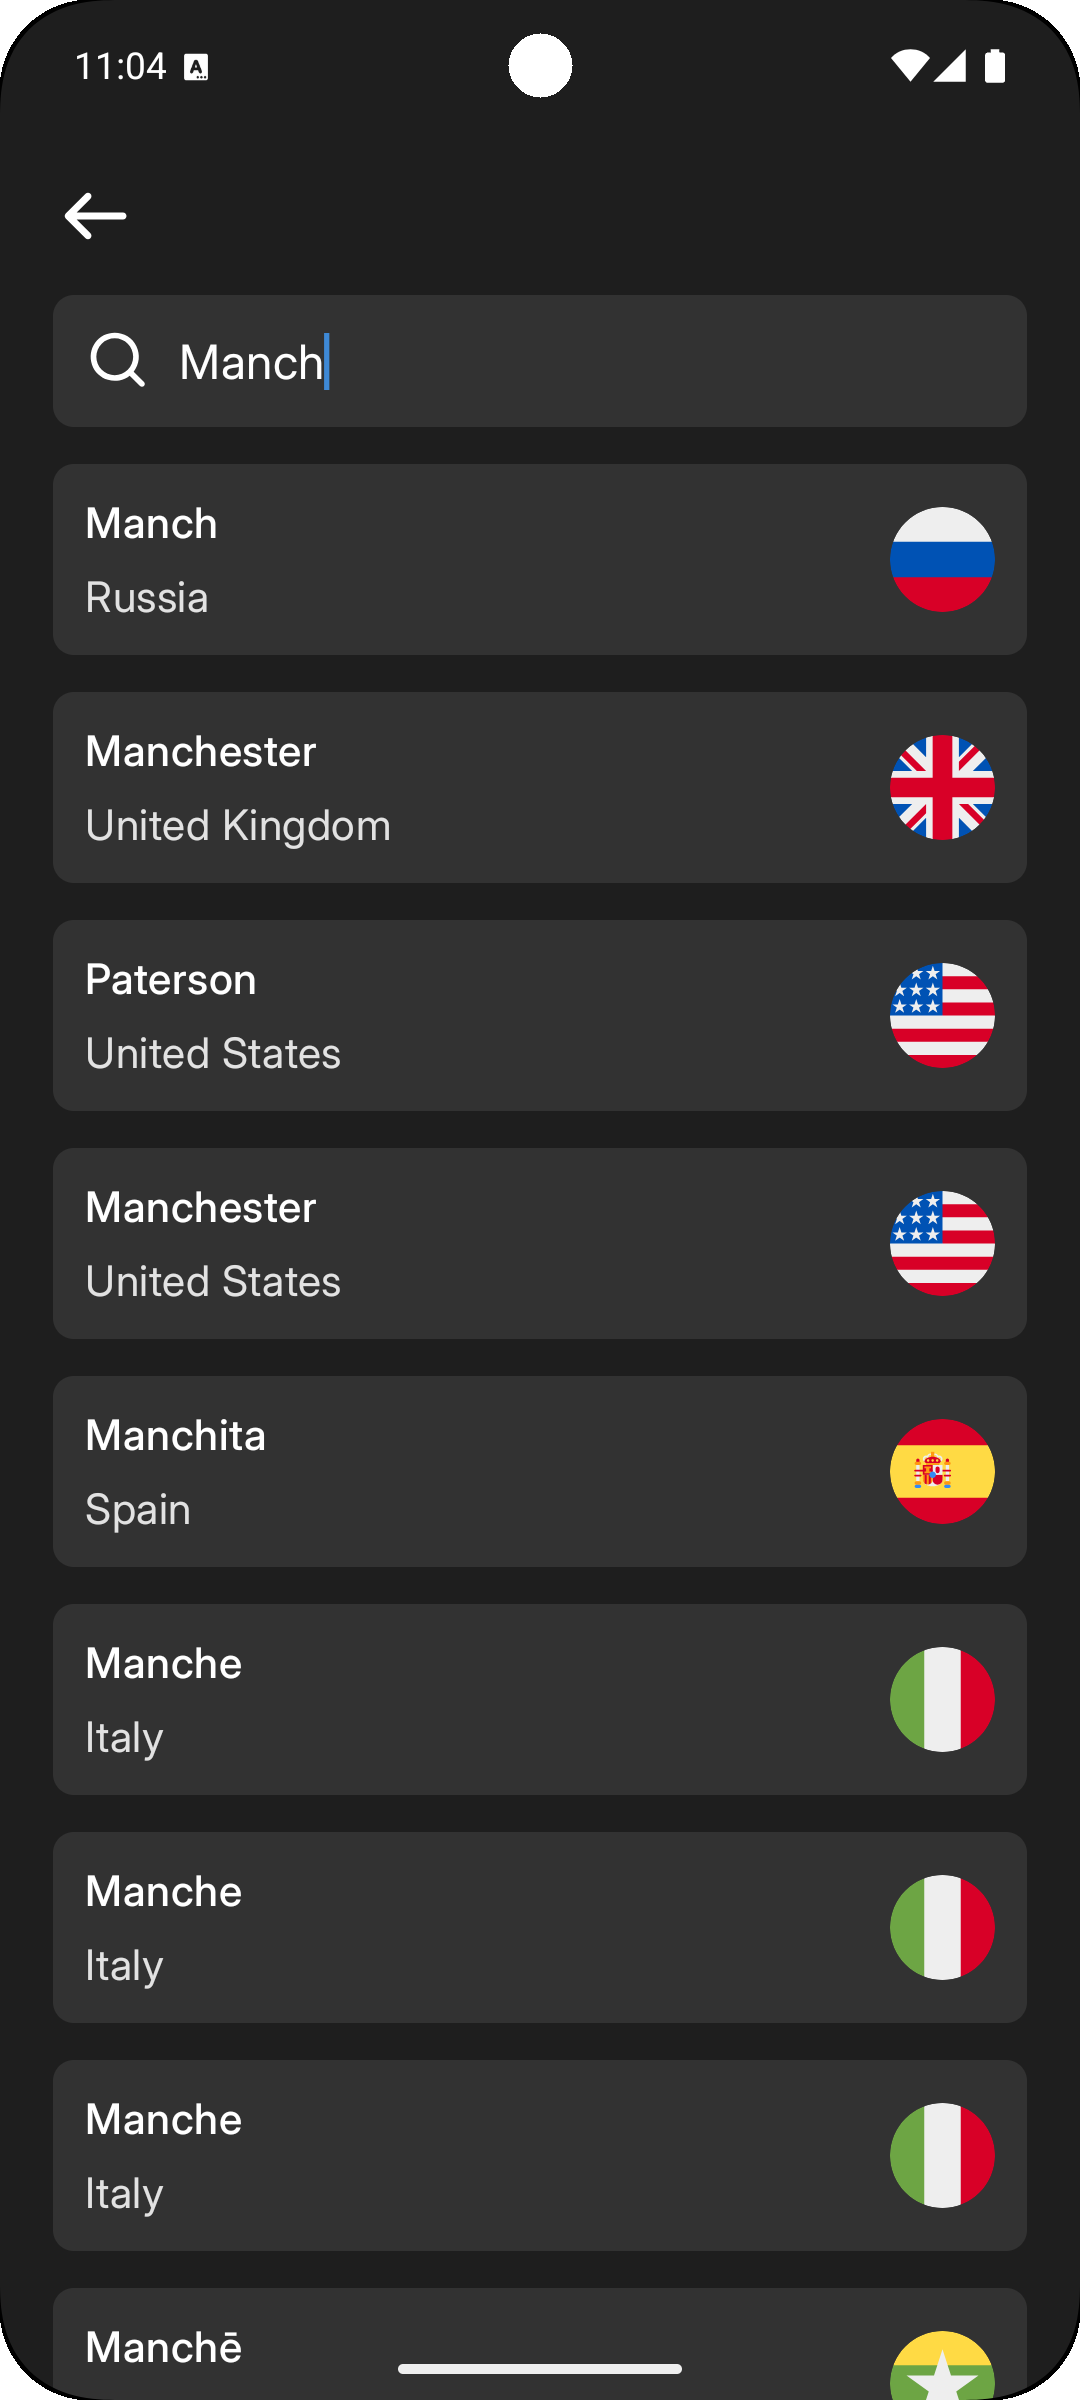 11:04
Manch
Manch
Russia
Manchester
United Kingdom
Paterson
United States
Manchester
United States
Manchita
Spain
Manche
Italy
Manche
Italy
Manche
Italy
Manchē